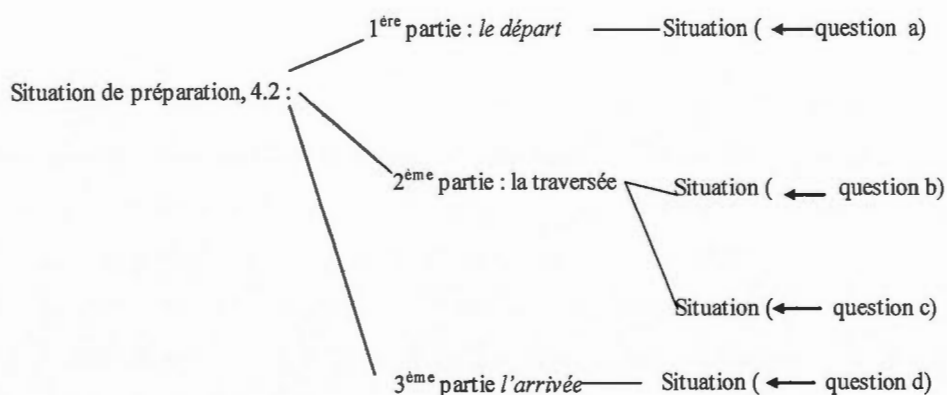 1ère partie : le départ Situation ( ← question a)
Situation de préparation, 4.2 :
2ème partie : la traversée Situation ( ← question b)
Situation (← question c)
3ème partie l'arrivée Situation ( ← question d)